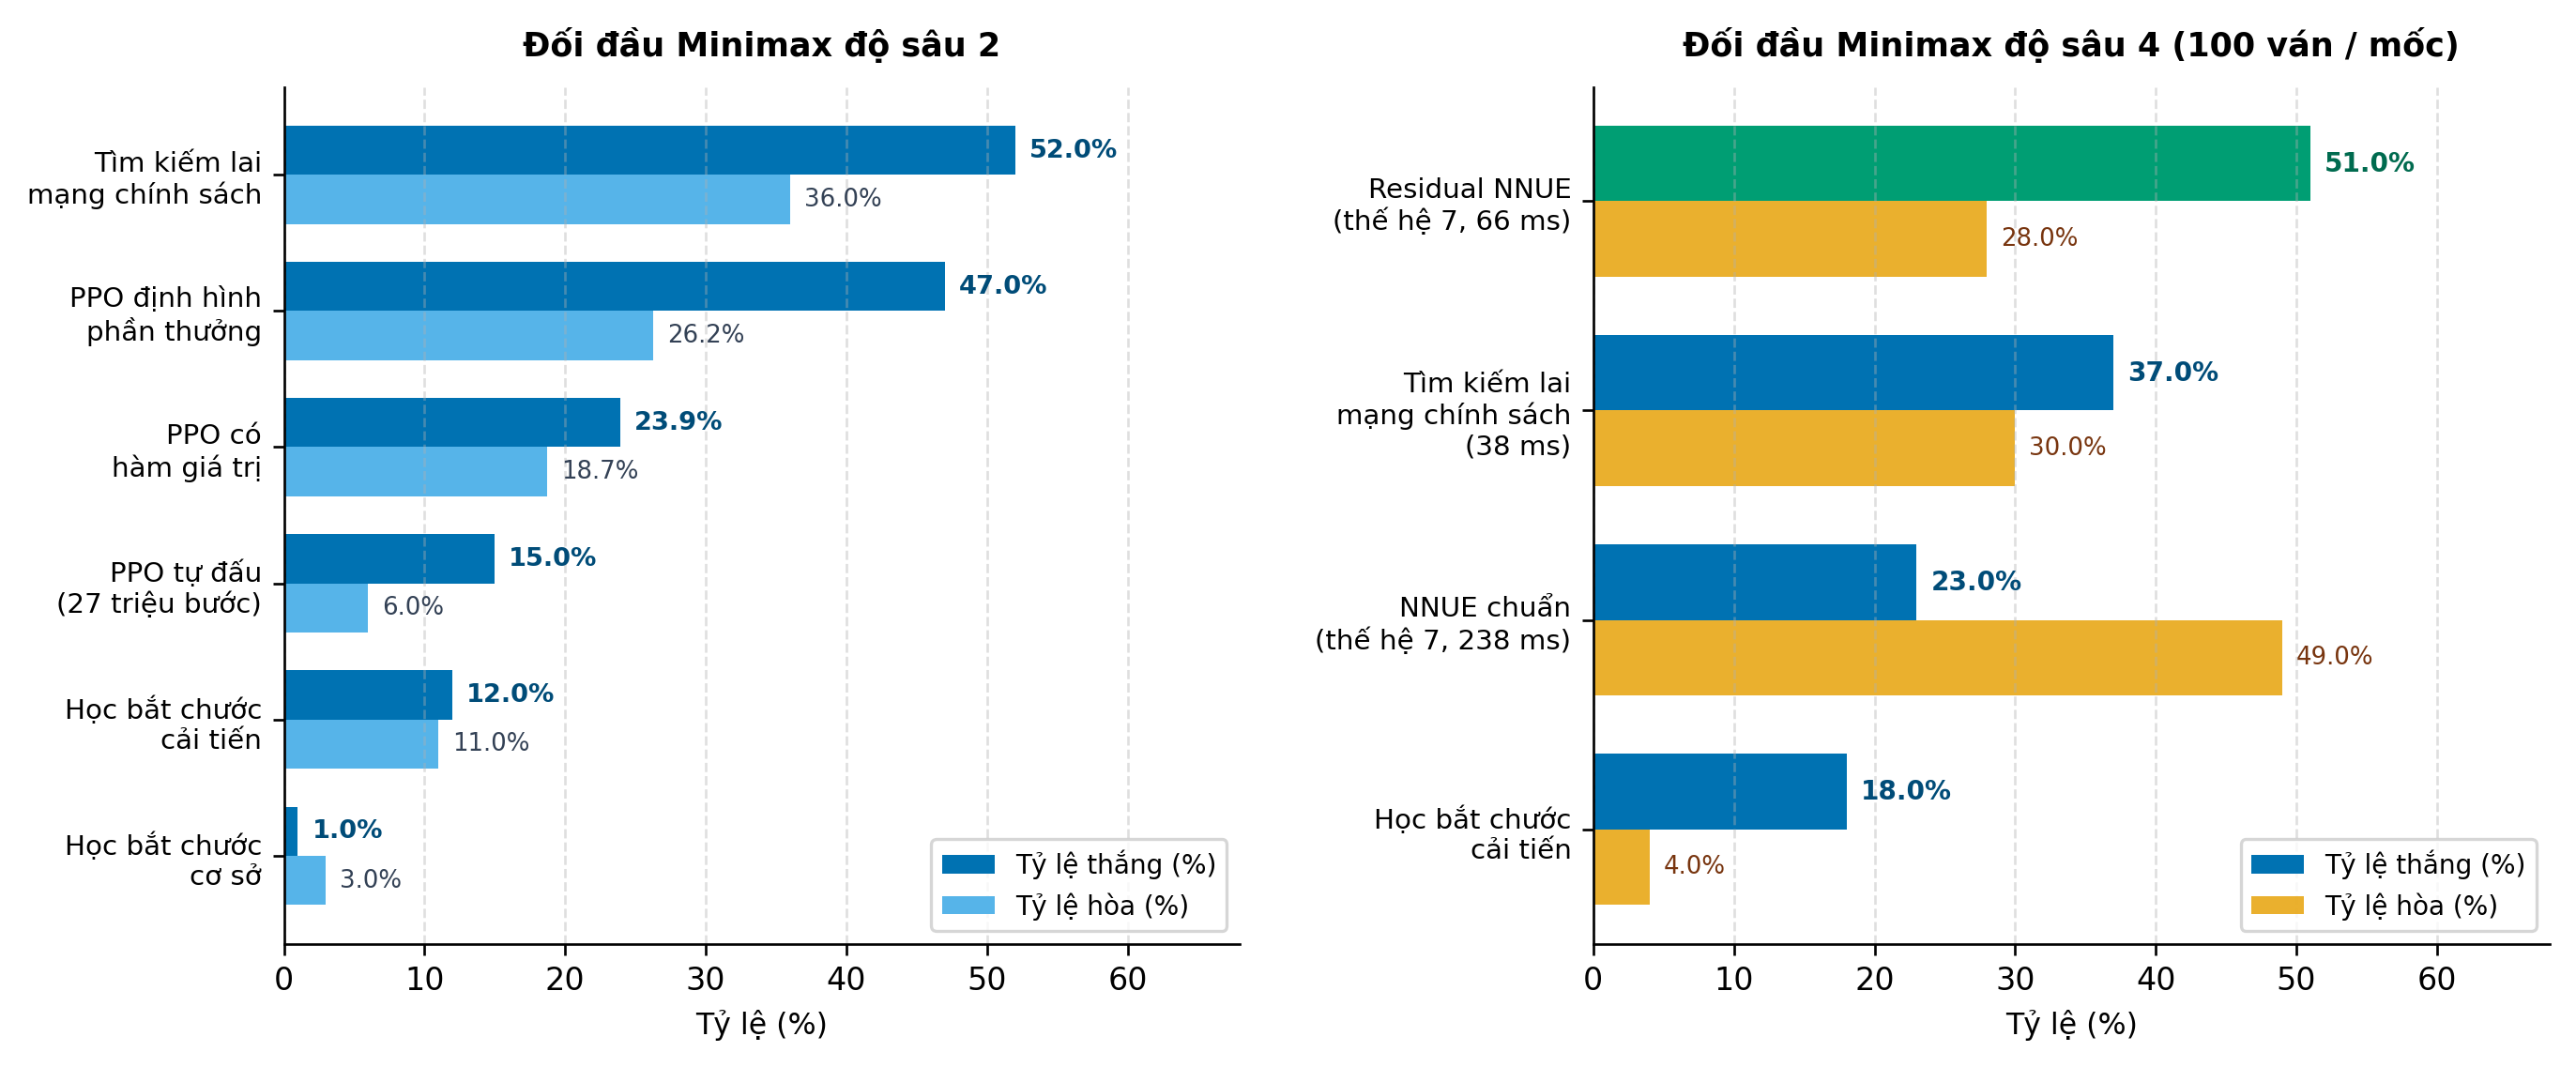 Đối đầu Minimax độ sâu 2
Tìm kiếm lai
mạng chính sách
52.0%
36.0%
PPO định hình
phần thưởng
47.0%
26.2%
PPO có
hàm giá trị
23.9%
18.7%
PPO tự đấu
(27 triệu bước)
15.0%
6.0%
Học bắt chước
cải tiến
12.0%
11.0%
Học bắt chước
cơ sở
1.0%
3.0%
Tỷ lệ thắng (%)
Tỷ lệ hòa (%)
0 10 20 30 40 50 60
Tỷ lệ (%)
Đối đầu Minimax độ sâu 4 (100 ván / mốc)
Residual NNUE
(thế hệ 7, 66 ms)
51.0%
28.0%
Tìm kiếm lai
mạng chính sách
(38 ms)
37.0%
30.0%
NNUE chuẩn
(thế hệ 7, 238 ms)
23.0%
49.0%
Học bắt chước
cải tiến
18.0%
4.0%
Tỷ lệ thắng (%)
Tỷ lệ hòa (%)
0 10 20 30 40 50 60
Tỷ lệ (%)